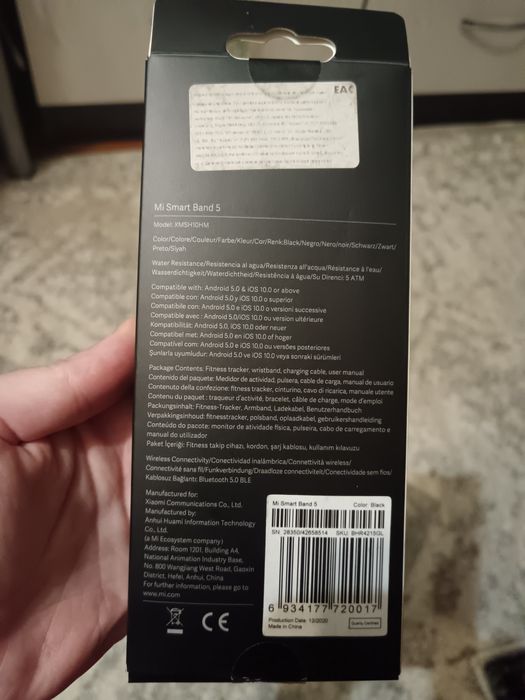 EAC
Mi Smart Band 5
Model: XMSH10HM
Color/Colore/Couleur/Farbe/Kleur/Cor/Renk:Black/Negro/Nero/noir/Schwarz/Zwart/
Preto/Siyah
Water Resistance/Resistencia al agua/Resistenza all'acqua/Résistance à l'eau/
Wasserdichtigkeit/Waterdichtheid/Resistência à água/Su Direnci: 5 ATM
Compatible with: Android 5.0 & iOS 10.0 or above
Compatible con: Android 5.0 y iOS 10.0 o superior
Compatibile con: Android 5.0 e iOS 10.0 o versioni successive
Compatible avec : Android 5.0/iOS 10.0 ou version ultérieure
Kompatibilität: Android 5.0, iOS 10.0 oder neuer
Compatibel met: Android 5.0 en iOS 10.0 of hoger
Compatível com: Android 5.0 e iOS 10.0 ou versões posteriores
Şunlarla uyumludur: Android 5.0 ve iOS 10.0 veya sonraki sürümleri
Package Contents: Fitness tracker, wristband, charging cable, user manual
Contenido del paquete: Medidor de actividad, pulsera, cable de carga, manual de usuario
Contenuto della confezione: fitness tracker, cinturino, cavo di ricarica, manuale utente
Contenu du paquet : traqueur d'activité, bracelet, câble de charge, mode d'emploi
Packungsinhalt: Fitness-Tracker, Armband, Ladekabel, Benutzerhandbuch
Verpakkingsinhoud: fitnesstracker, polsband, oplaadkabel, gebruikershandleiding
Conteúdo do pacote: monitor de atividade física, pulseira, cabo de carregamento e
manual do utilizador
Paket İçeriği: Fitness takip cihazı, kordon, şarj kablosu, kullanım kılavuzu
Wireless Connectivity/Conectividad inalámbrica/Connettività wireless/
Connectivité sans fil/Funkverbindung/Draadloze connectiviteit/Conectividade sem fios/
Kablosuz Bağlantı: Bluetooth 5.0 BLE
Manufactured for:
Xiaomi Communications Co., Ltd.
Manufactured by:
Anhui Huami Information Technology
Co., Ltd.
(a Mi Ecosystem company)
Address: Room 1201, Building A4,
National Animation Industry Base,
No. 800 Wangjiang West Road, Gaoxin
District, Hefei, Anhui, China
For further information, please go to
www.mi.com
CE
Mi Smart Band 5 Color: Black
SN: 28350/42658514 SKU: BHR4215GL
6 934177 720017
Production Date: 12/2020
Made in China
Quality Certified